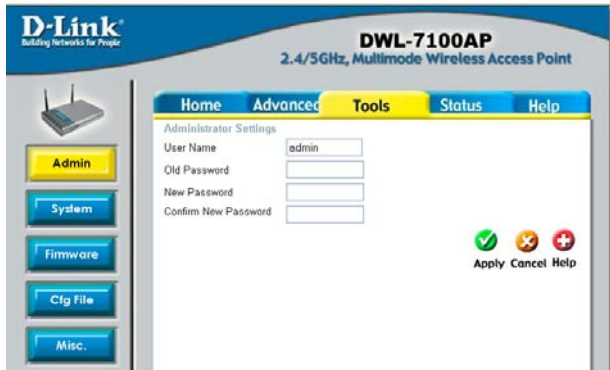 D-Link
Building Networks for People
DWL-7100AP
2.4/5GHz, Multimode Wireless Access Point
Home Advanced Tools Status Help
Administrator Settings
User Name admin
Old Password
New Password
Confirm New Password
Apply Cancel Help
Admin
System
Firmware
Cfg File
Misc.